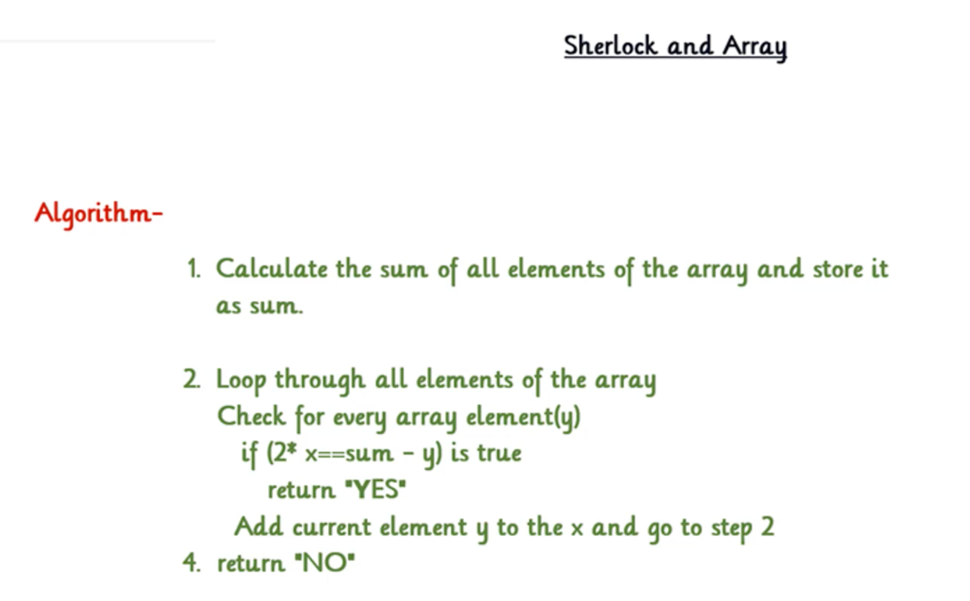 Sherlock and Array
Algorithm-
1. Calculate the sum of all elements of the array and store it
as sum.
2. Loop through all elements of the array
Check for every array element(y)
if (2* x==sum - y) is true
return "YES"
Add current element y to the x and go to step 2
4. return "NO"